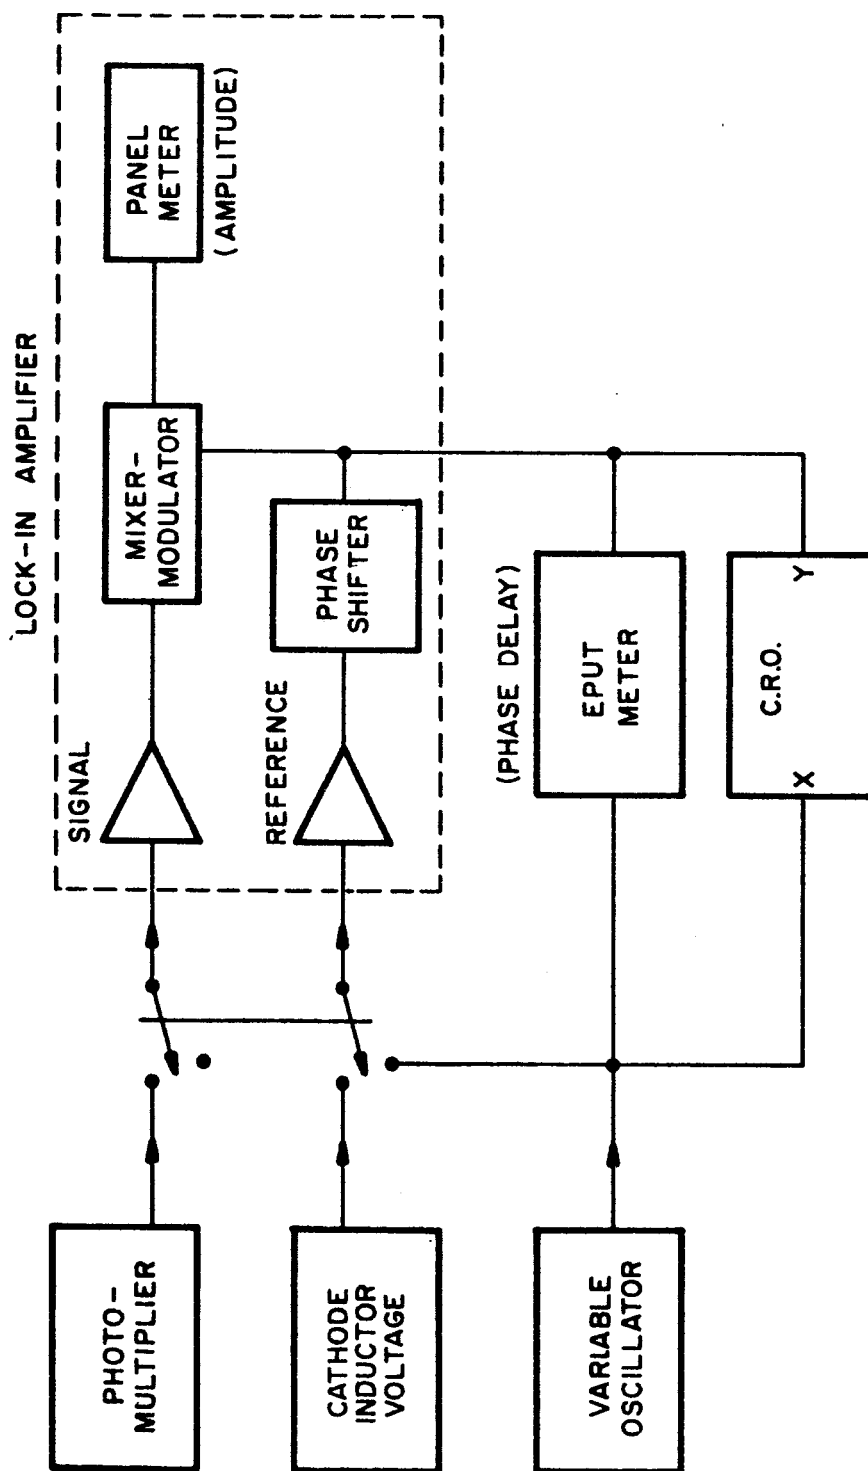 LOCK-IN AMPLIFIER
SIGNAL
MIXER-
MODULATOR
PANEL
METER
(AMPLITUDE)
REFERENCE
PHASE
SHIFTER
PHOTO-
MULTIPLIER
CATHODE
INDUCTOR
VOLTAGE
VARIABLE
OSCILLATOR
(PHASE DELAY)
EPUT
METER
X
C.R.O.
Y